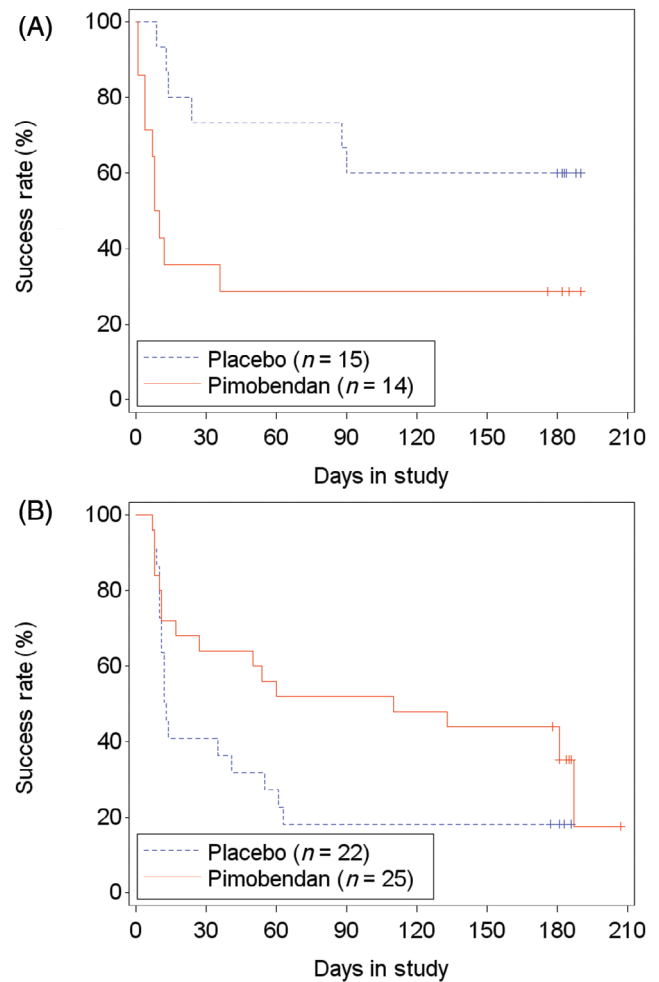 (A)
100
80
60
40
20
0
Success rate (%)
Placebo (n = 15)
Pimobendan (n = 14)
0 30 60 90 120 150 180 210
Days in study
(B)
100
80
60
40
20
0
Success rate (%)
Placebo (n = 22)
Pimobendan (n = 25)
0 30 60 90 120 150 180 210
Days in study